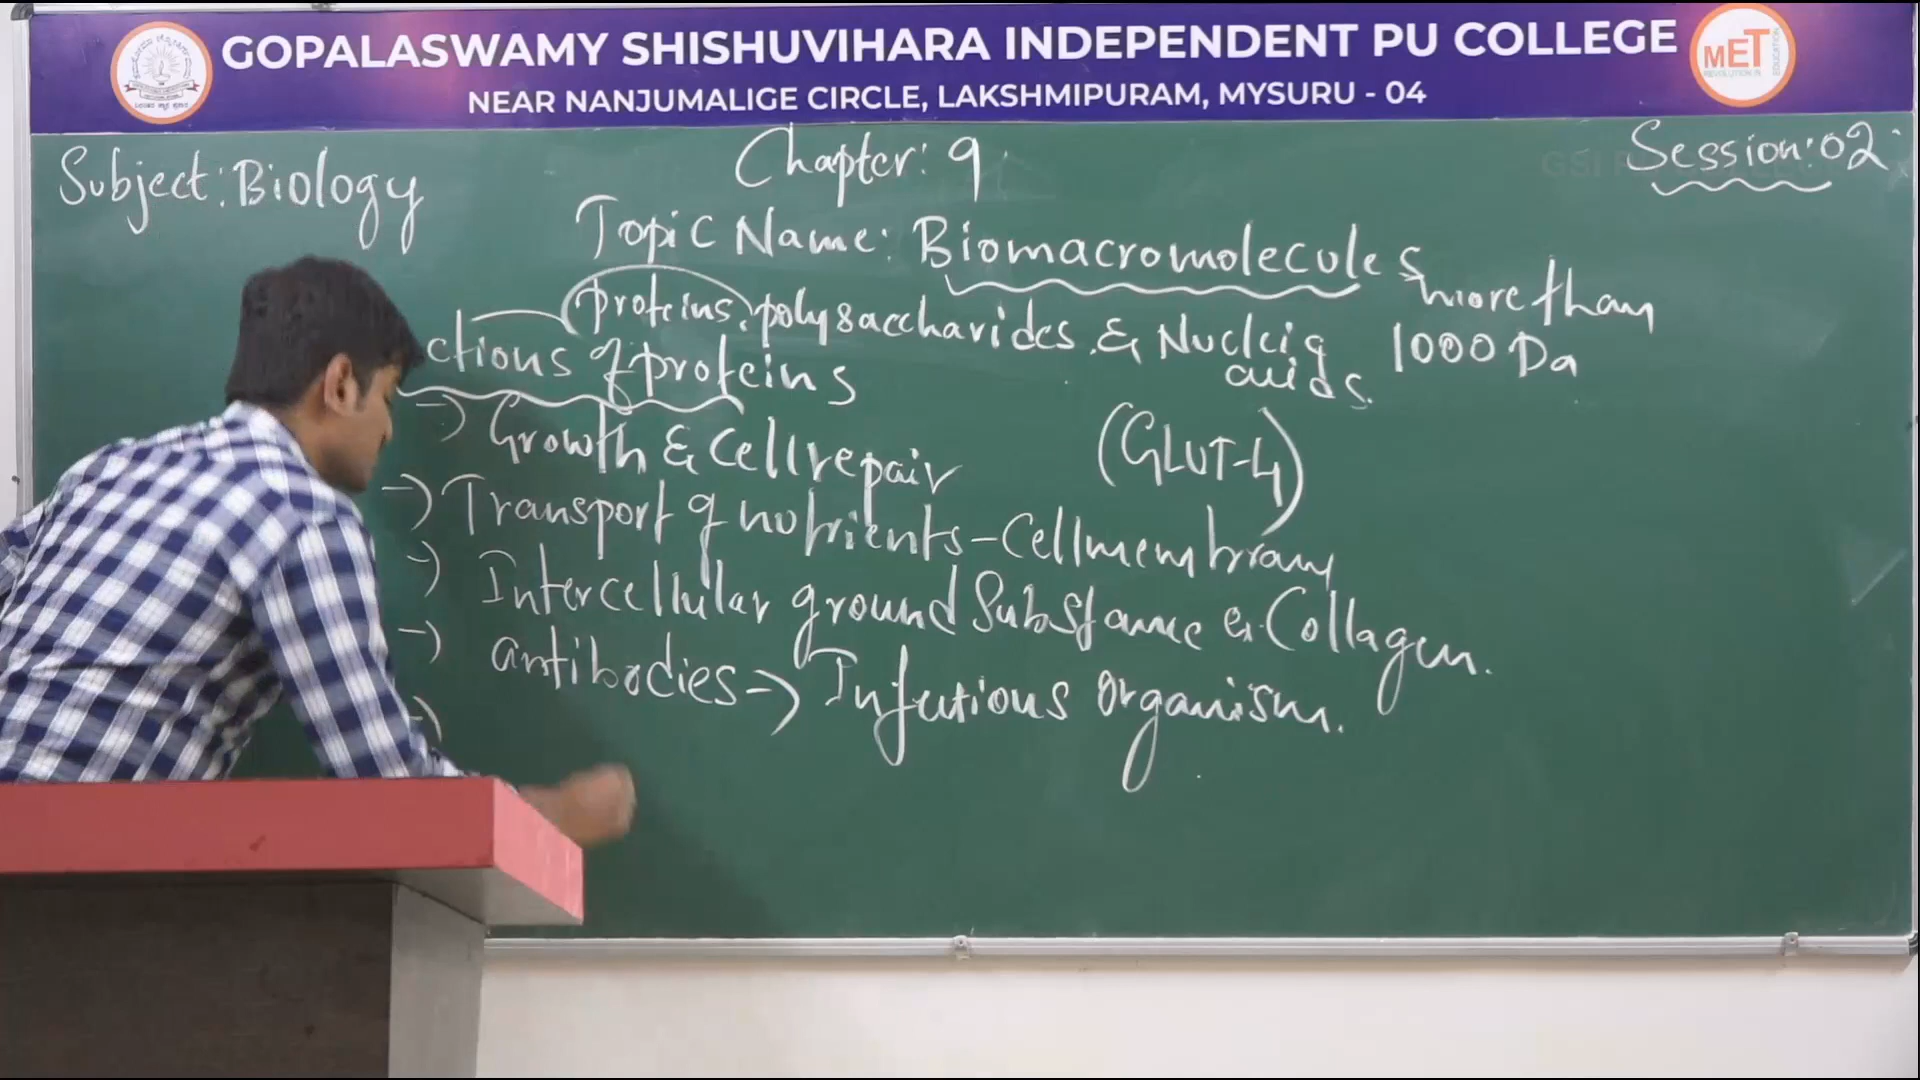 GOPALASWAMY SHISHUVIHARA INDEPENDENT PU COLLEGE
MET
EDUCATION
NEAR NANJUMALIGE CIRCLE, LAKSHMIPURAM, MYSURU - 04
Subject: Biology
Chapter: 9
Session: 02
Topic Name: Biomacromolecules
more than
1000 Da
proteins, polysaccharides & Nucleic
acids.
ctions of proteins
-> Growth & Cell repair
(GLUT-4)
-> Transport of nutrients - Cell membrane
-> Intercellular ground Substance & Collagen.
-> antibodies -> Infectious organism.
->